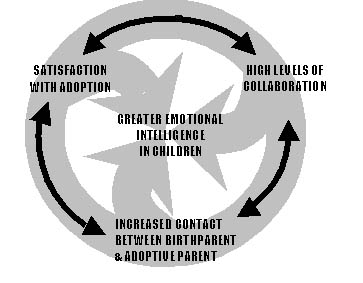 SATISFACTION
WITH ADOPTION
HIGH LEVELS OF
COLLABORATION
GREATER EMOTIONAL
INTELLIGENCE
IN CHILDREN
INCREASED CONTACT
BETWEEN BIRTHPARENT
& ADOPTIVE PARENT